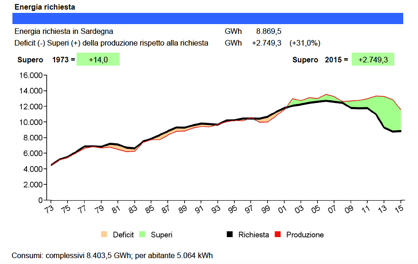 Energia richiesta
Energia richiesta in Sardegna GWh 8.869,5
Deficit (-) Superi (+) della produzione rispetto alla richiesta GWh +2.749,3 (+31,0%)
Supero 1973 = +14,0 Supero 2015 = +2.749,3
16.000
14.000
12.000
10.000
8.000
6.000
4.000
2.000
0
73 75 77 79 81 83 85 87 89 91 93 95 97 99 01 03 05 07 09 11 13 15
Deficit Superi Richiesta Produzione
Consumi: complessivi 8.403,5 GWh; per abitante 5.064 kWh